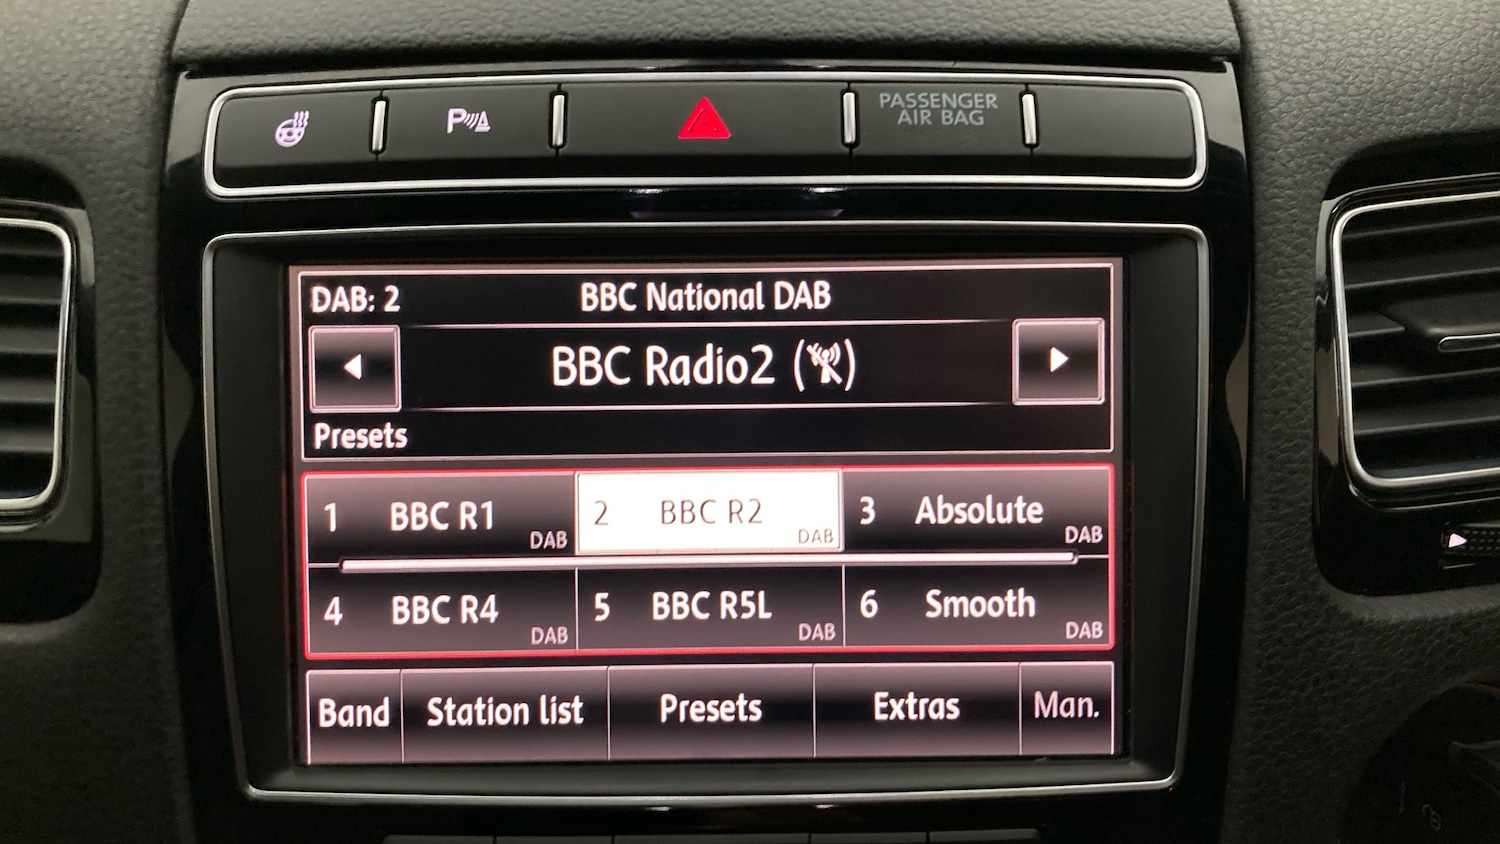 P
PASSENGER
AIR BAG
DAB: 2
BBC National DAB
BBC Radio2
Presets
1 BBC R1 DAB
2 BBC R2 DAB
3 Absolute DAB
4 BBC R4 DAB
5 BBC R5L DAB
6 Smooth DAB
Band
Station list
Presets
Extras
Man.